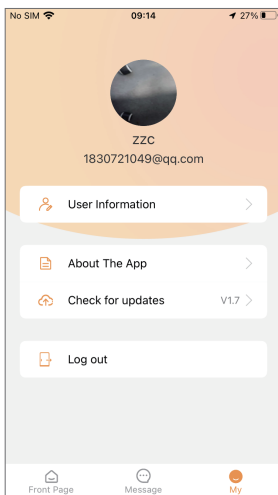 No SIM 09:14 27%
ZZC
1830721049@qq.com
User Information
About The App
Check for updates V1.7
Log out
Front Page Message My